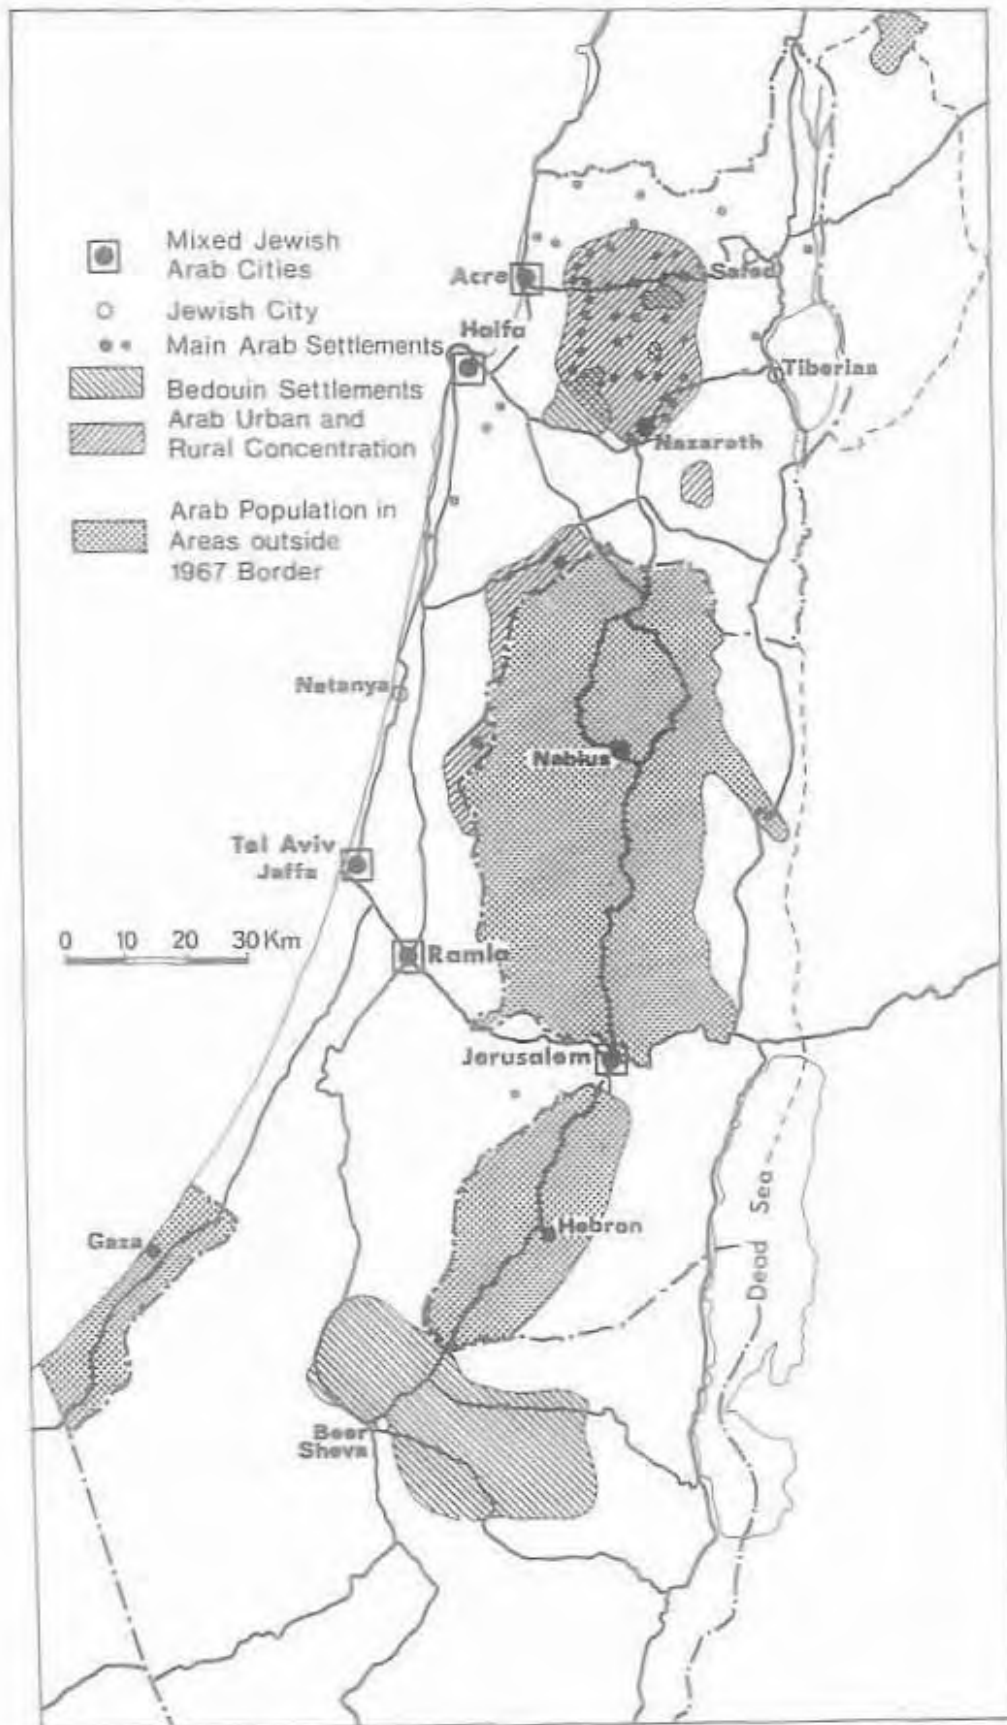 Mixed Jewish
Arab Cities
Jewish City
Main Arab Settlements
Bedouin Settlements
Arab Urban and
Rural Concentration
Arab Population in
Areas outside
1967 Border
Acre
Safed
Haifa
Tiberias
Nazareth
Netanya
Nablus
Tel Aviv
Jaffa
0 10 20 30 Km
Ramla
Jerusalem
Dead Sea
Hebron
Gaza
Beer
Sheva